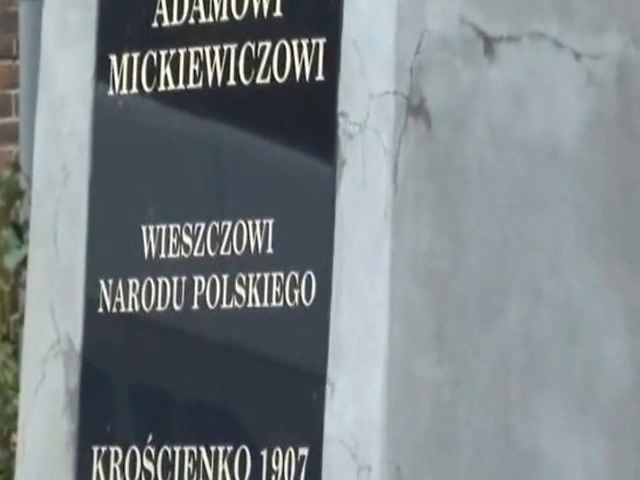 ADAMOWI
MICKIEWICZOWI
WIESZCZOWI
NARODU POLSKIEGO
KROŚCIENKO 1907